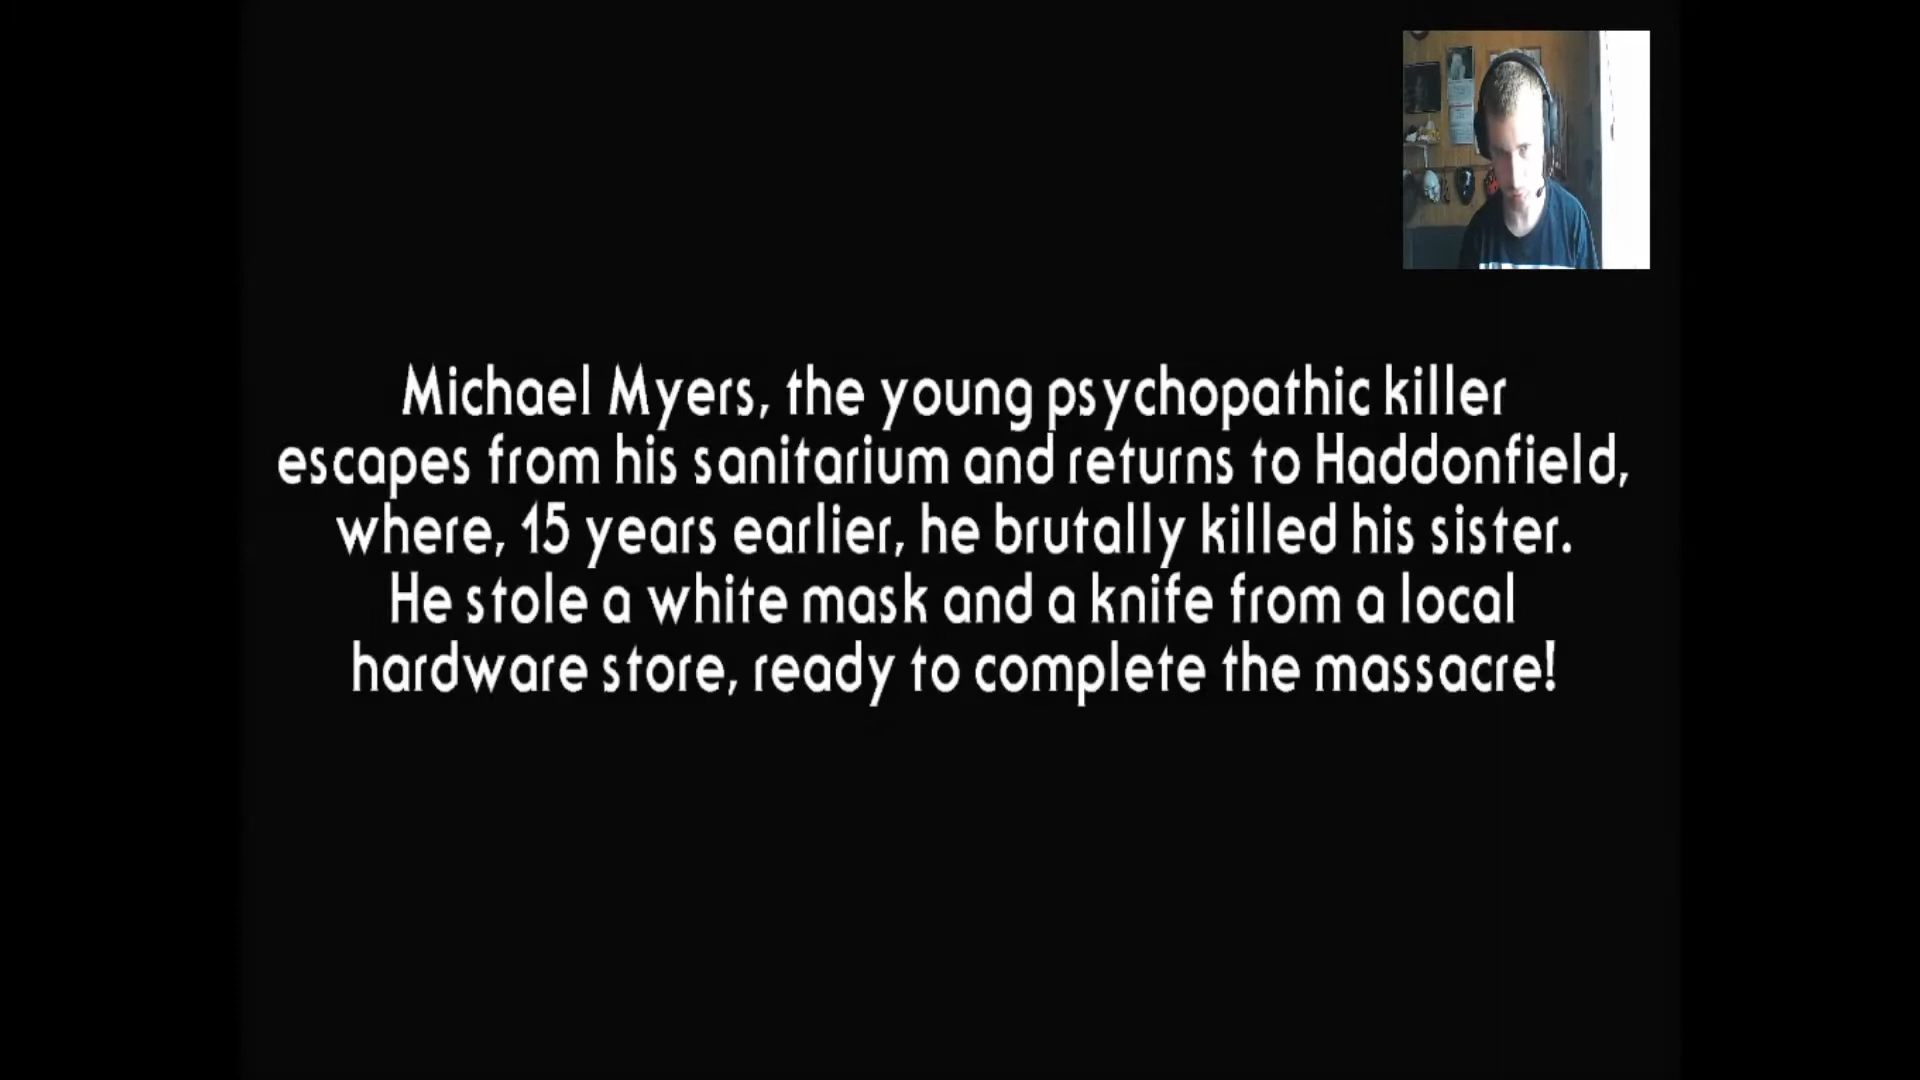 Michael Myers, the young psychopathic killer
escapes from his sanitarium and returns to Haddonfield,
where, 15 years earlier, he brutally killed his sister.
He stole a white mask and a knife from a local
hardware store, ready to complete the massacre!